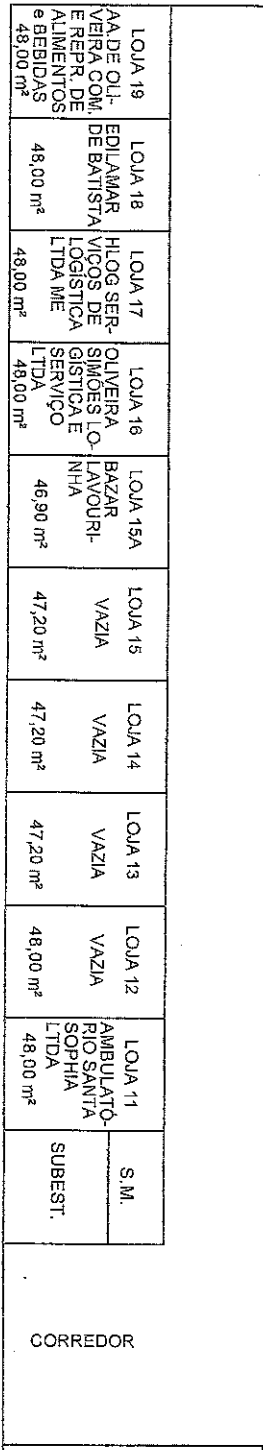 LOJA 19
AA.DE OLI-
VEIRA COM.
E REPR. DE
ALIMENTOS
e BEBIDAS
48,00 m²
LOJA 18
EDILAMAR
DE BATISTA
48,00 m²
LOJA 17
HLOG SER-
VIÇOS DE
LOGÍSTICA
LTDA ME
48,00 m²
LOJA 16
OLIVEIRA
SIMÕES LO-
GÍSTICA E
SERVIÇO
LTDA
48,00 m²
LOJA 15A
BAZAR
LAVOURI-
NHA
46,90 m²
LOJA 15
VAZIA
47,20 m²
LOJA 14
VAZIA
47,20 m²
LOJA 13
VAZIA
47,20 m²
LOJA 12
VAZIA
48,00 m²
LOJA 11
AMBULATÓ-
RIO SANTA
SOPHIA
LTDA
48,00 m²
S.M.
SUBEST.
CORREDOR